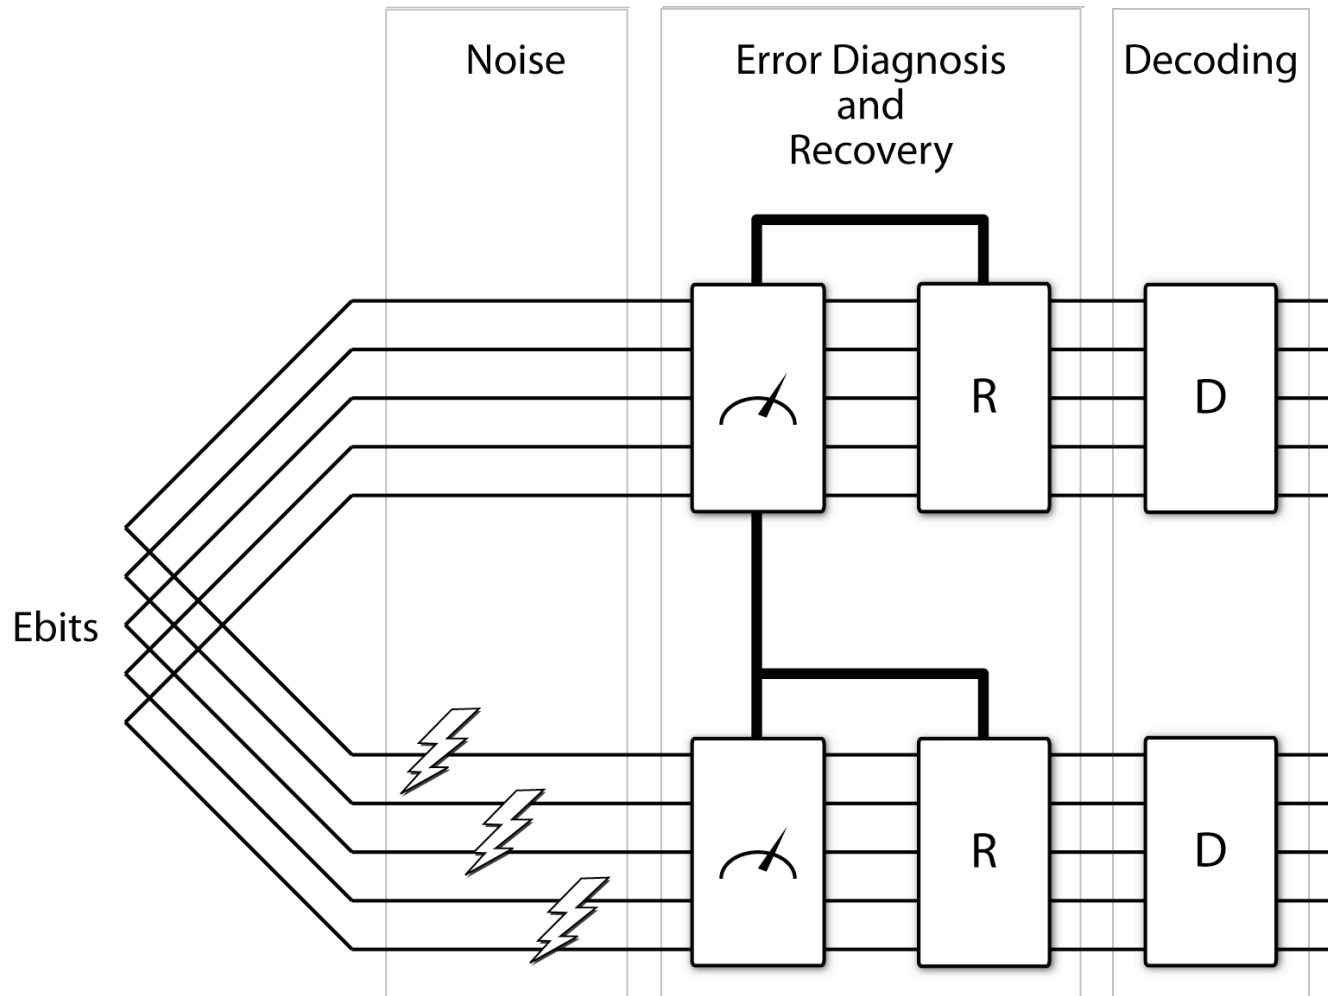 Noise
Error Diagnosis
and
Recovery
Decoding
R
D
Ebits
R
D